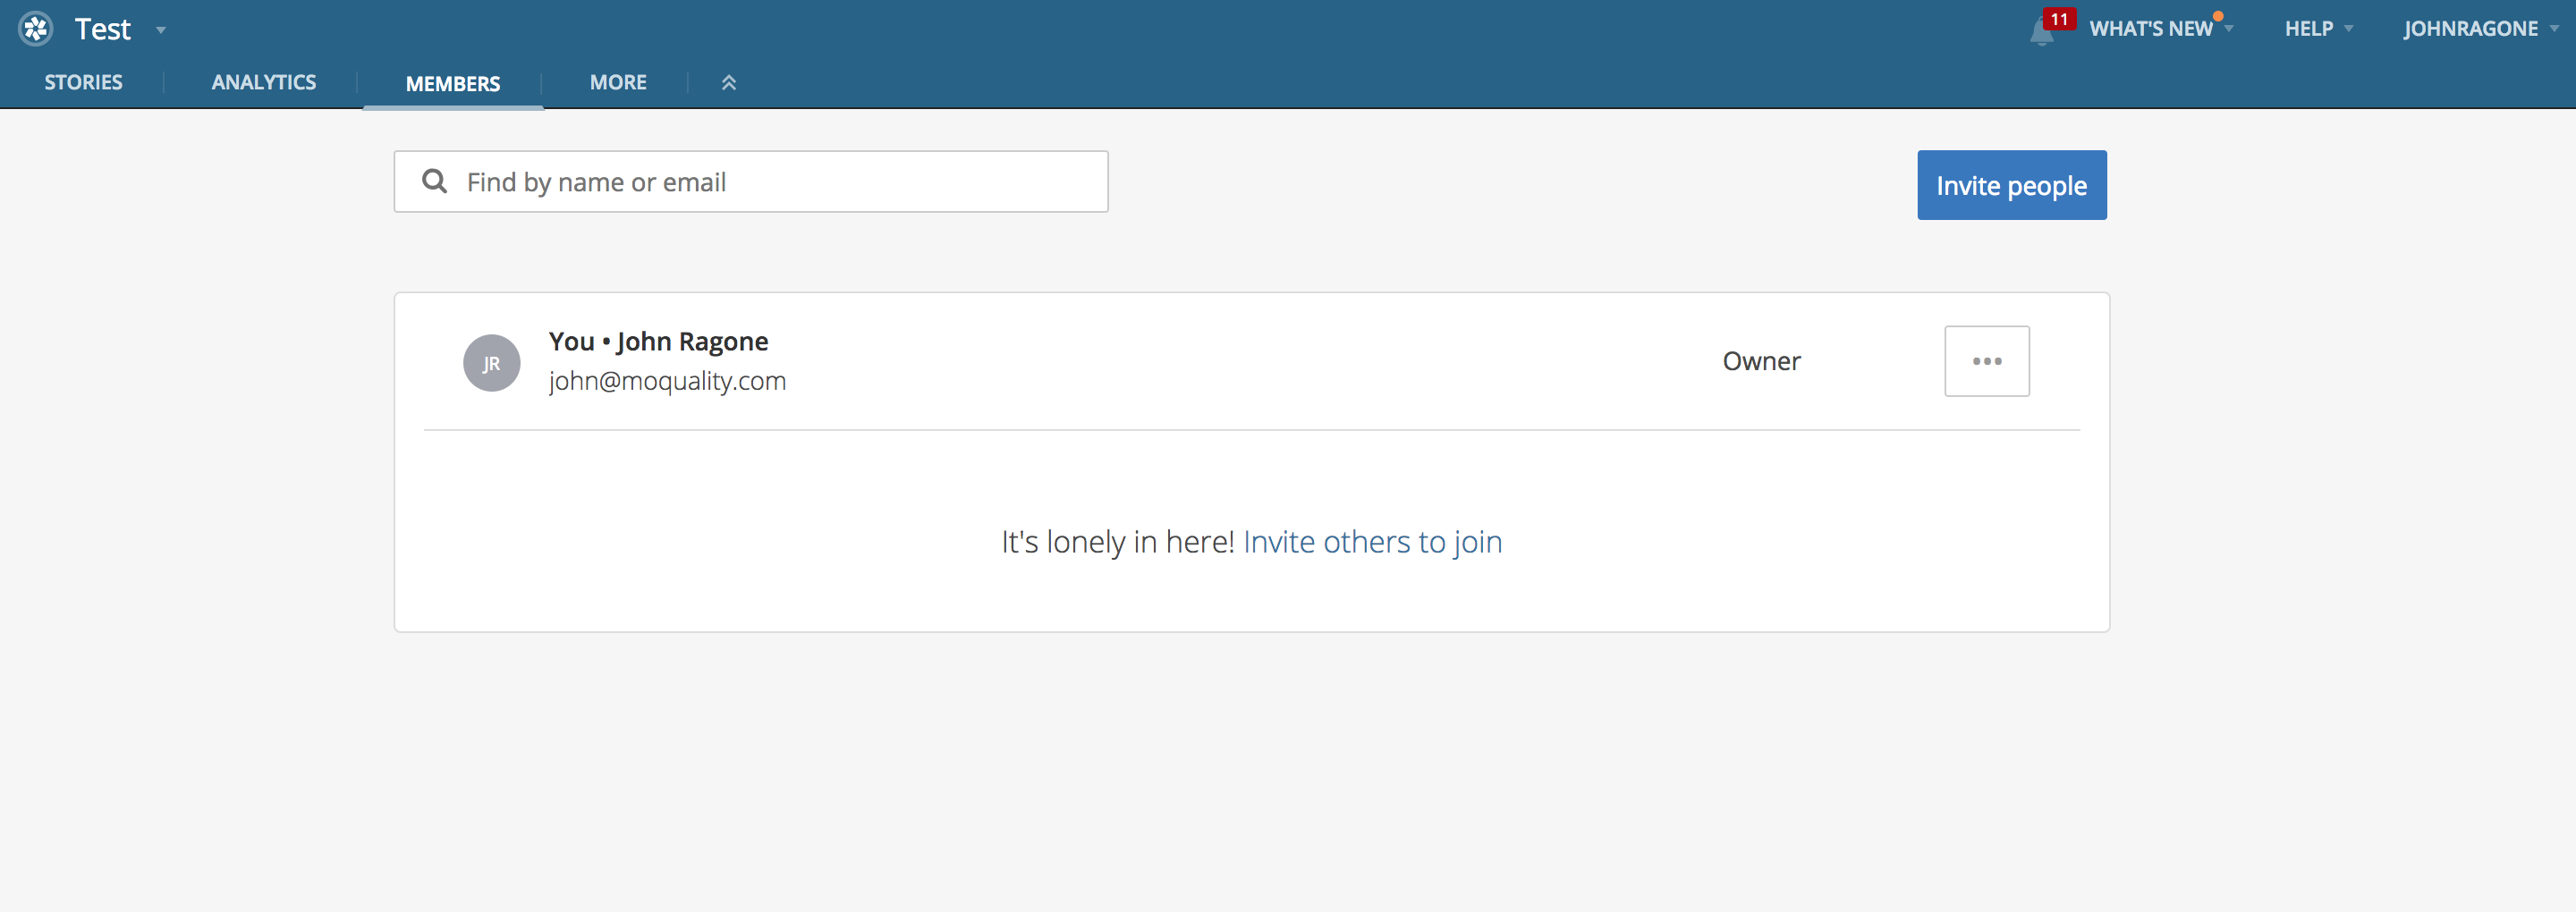 Test
11
WHAT'S NEW
HELP
JOHNRAGONE
STORIES
ANALYTICS
MEMBERS
MORE
Find by name or email
Invite people
JR
You • John Ragone
john@moquality.com
Owner
It's lonely in here! Invite others to join